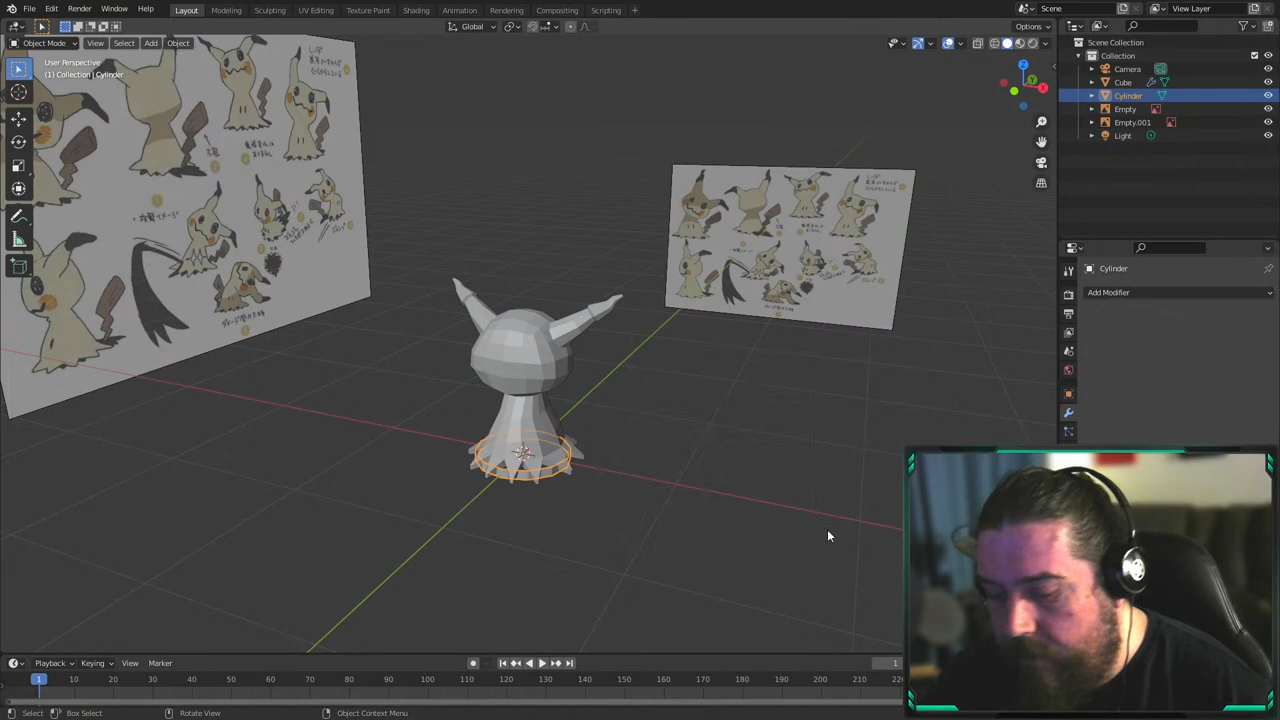 File Edit Render Window Help
Layout Modeling Sculpting UV Editing Texture Paint Shading Animation Rendering Compositing Scripting +
Scene
View Layer
Global
Options
Object Mode View Select Add Object
User Perspective
(1) Collection | Cylinder
Z
Y
X
Scene Collection
Collection
Camera
Cube
Cylinder
Empty
Empty.001
Light
Cylinder
Add Modifier
Playback Keying View Marker
1
1 10 20 30 40 50 60 70 80 90 100 110 120 130 140 150 160 170 180 190 200 210 220
Select Box Select Rotate View Object Context Menu